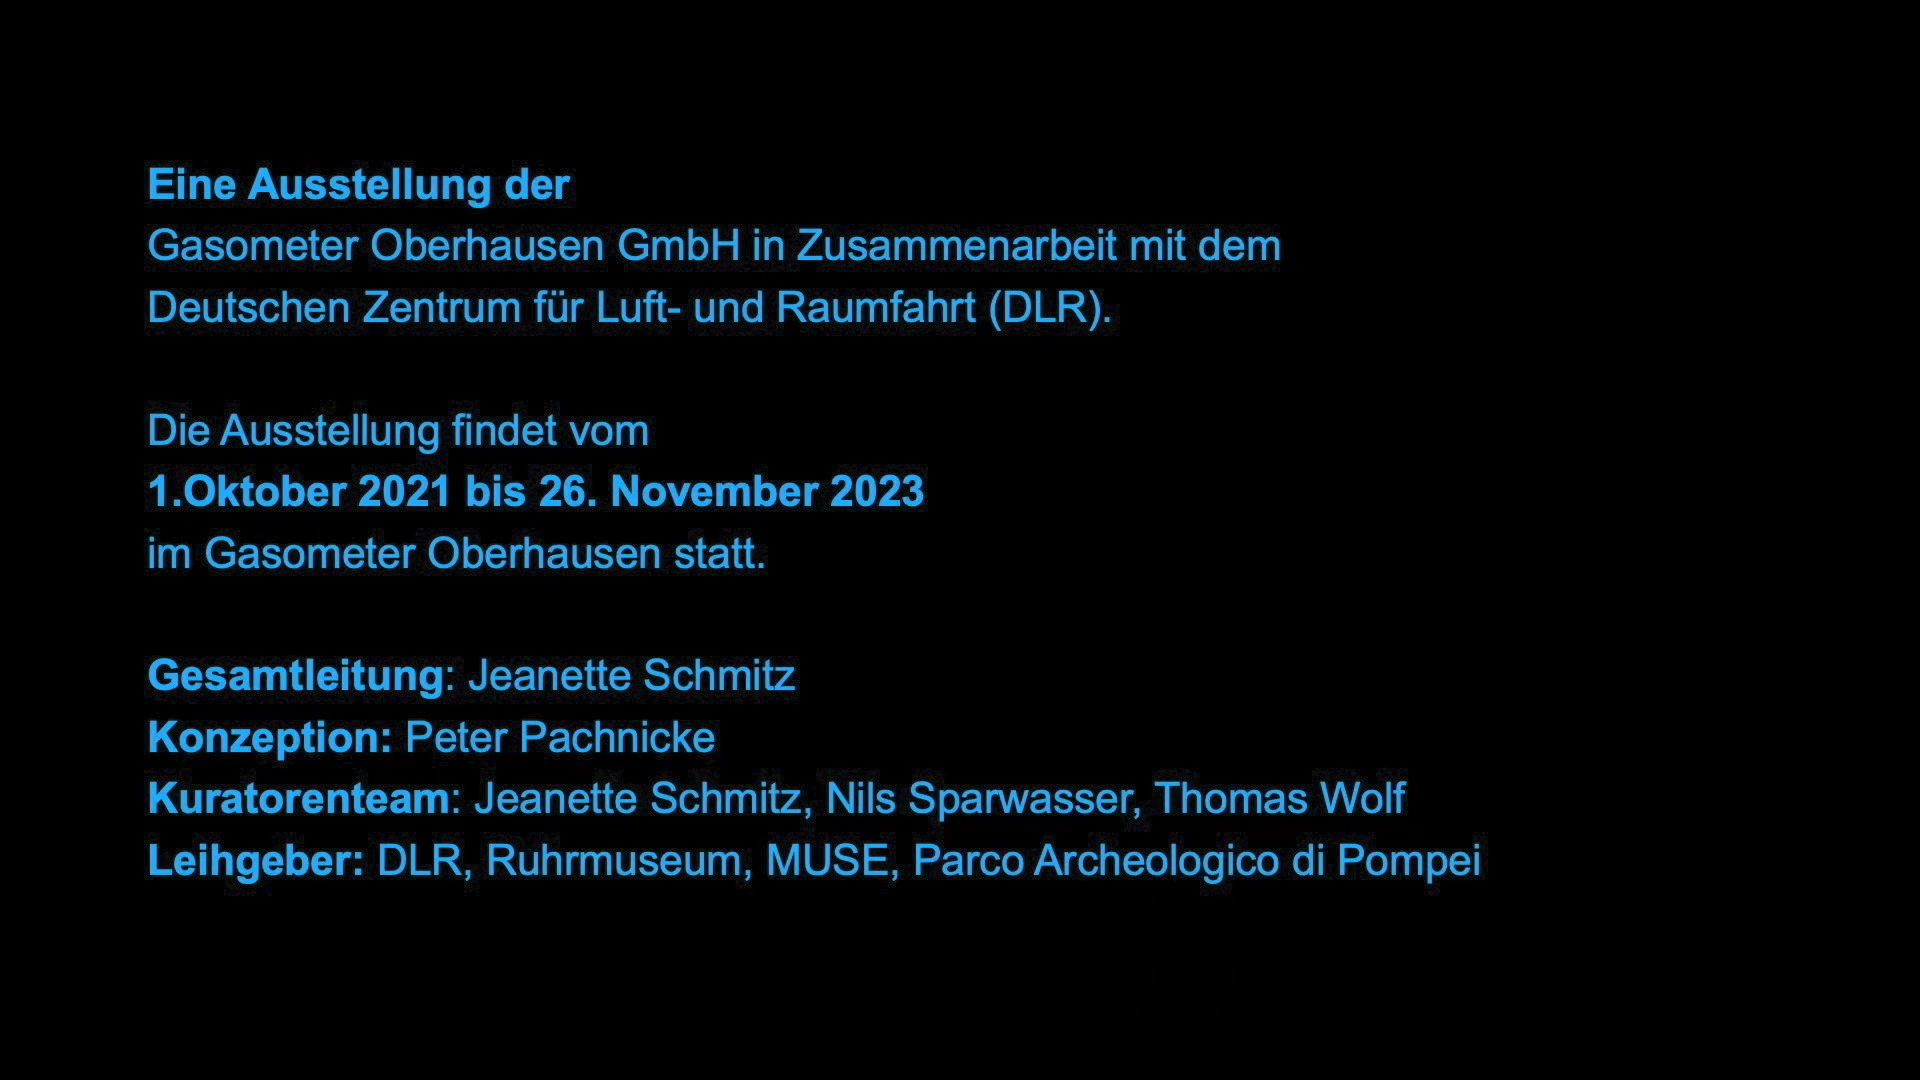 Eine Ausstellung der
Gasometer Oberhausen GmbH in Zusammenarbeit mit dem
Deutschen Zentrum für Luft- und Raumfahrt (DLR).
Die Ausstellung findet vom
1.Oktober 2021 bis 26. November 2023
im Gasometer Oberhausen statt.
Gesamtleitung: Jeanette Schmitz
Konzeption: Peter Pachnicke
Kuratorenteam: Jeanette Schmitz, Nils Sparwasser, Thomas Wolf
Leihgeber: DLR, Ruhrmuseum, MUSE, Parco Archeologico di Pompei